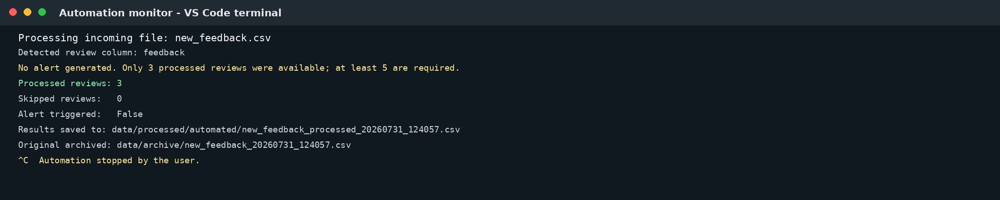 Automation monitor - VS Code terminal
Processing incoming file: new_feedback.csv
Detected review column: feedback
No alert generated. Only 3 processed reviews were available; at least 5 are required.
Processed reviews: 3
Skipped reviews:   0
Alert triggered:   False
Results saved to: data/processed/automated/new_feedback_processed_20260731_124057.csv
Original archived: data/archive/new_feedback_20260731_124057.csv
^C  Automation stopped by the user.